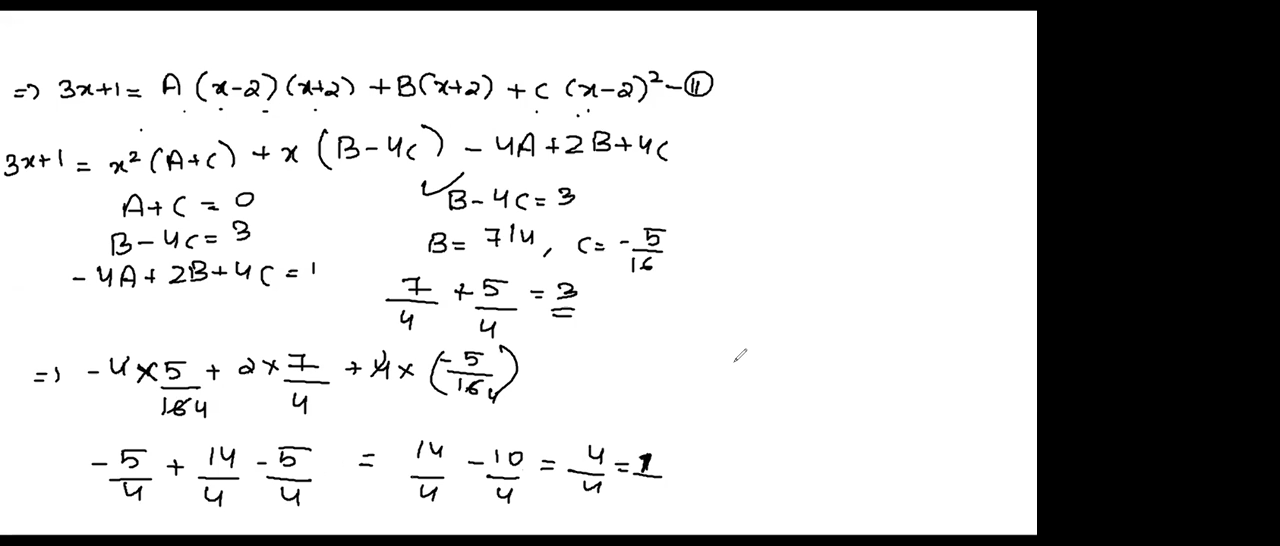 => 3x+1 = A (x-2)(x+2) + B(x+2) + C (x-2)² - ⑪
3x+1 = x² (A+C) + x (B-4C) - 4A+2B+4C
A+C = 0
✓ B-4C = 3
B-4C = 3
B = 7/4, C = -5/16
-4A+2B+4C = 1
7/4 + 5/4 = 3
=> -4 × 5/16 4 + 2 × 7/4 + 4 × (-5/16 4)
-5/4 + 14/4 - 5/4 = 14/4 - 10/4 = 4/4 = 1